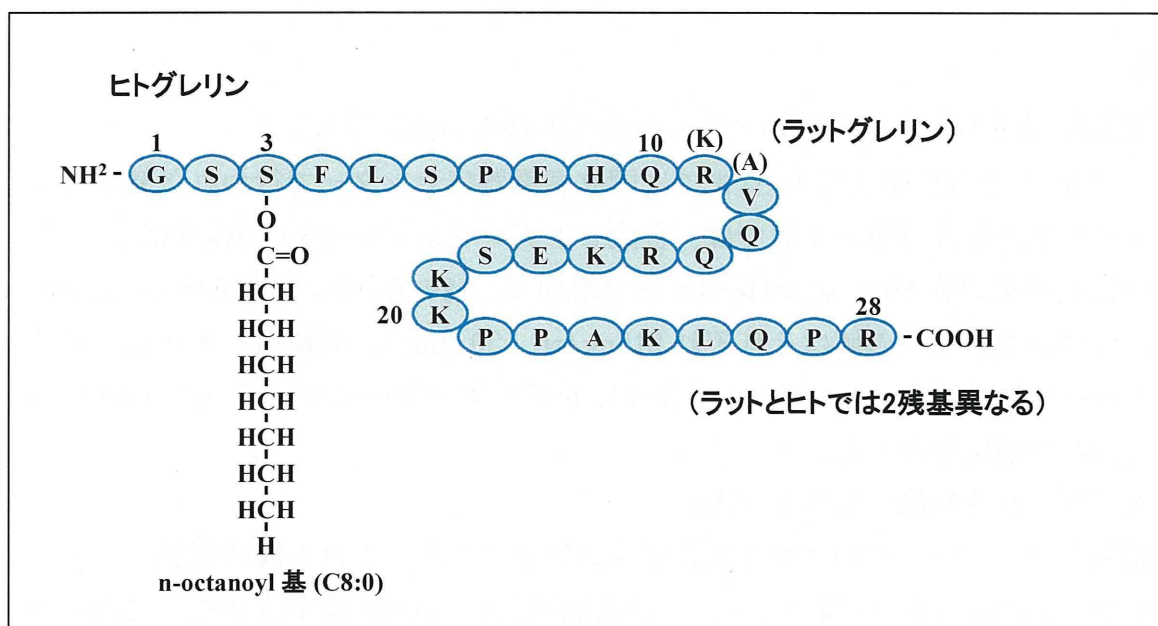 ヒトグレリン
(ラットグレリン)
1 3 10 (K) (A)
NH² - G S S F L S P E H Q R V
O Q
C=O S E K R Q
K
HCH
20 K 28
HCH P P A K L Q P R -COOH
HCH
HCH (ラットとヒトでは2残基異なる)
HCH
HCH
HCH
H
n-octanoyl 基 (C8:0)